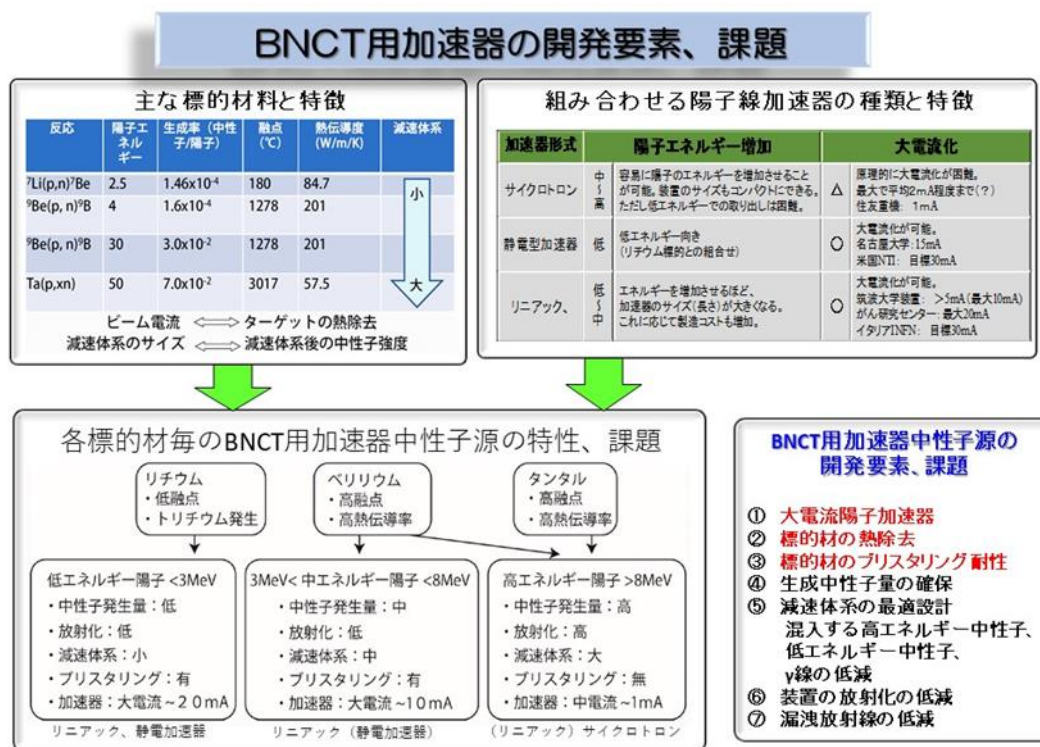 BNCT用加速器の開発要素、課題
主な標的材料と特徴
反応 陽子エネルギー 生成率（中性子/陽子） 融点（℃） 熱伝導度（W/m/K) 減速体系
⁷Li(p,n)⁷Be 2.5 1.46x10⁻⁴ 180 84.7
⁹Be(p, n)⁹B 4 1.6x10⁻⁴ 1278 201
⁹Be(p, n)⁹B 30 3.0x10⁻² 1278 201
Ta(p,xn) 50 7.0x10⁻² 3017 57.5
小
大
ビーム電流 ⇔ ターゲットの熱除去
減速体系のサイズ ⇔ 減速体系後の中性子強度
組み合わせる陽子線加速器の種類と特徴
加速器形式 陽子エネルギー増加 大電流化
サイクロトロン
中～高
容易に陽子のエネルギーを増加させること
が可能。装置のサイズもコンパクトにできる。
ただし低エネルギーでの取り出しは困難。
△
原理的に大電流化が困難。
最大で平均2mA程度まで(？)
住友重機: 1mA
静電型加速器
低
低エネルギー向き
(リチウム標的との組合せ)
○
大電流化が可能。
名古屋大学:15mA
米国NTI: 目標30mA
リニアック、
低～中
エネルギーを増加させるほど、
加速器のサイズ(長さ)が大きくなる。
これに応じて製造コストも増加。
○
大電流化が可能。
筑波大学装置: >5mA(最大10mA)
がん研究センター:最大20mA
イタリアINFN: 目標30mA
各標的材毎のBNCT用加速器中性子源の特性、課題
リチウム
・低融点
・トリチウム発生
ベリリウム
・高融点
・高熱伝導率
タンタル
・高融点
・高熱伝導率
低エネルギー陽子 <3MeV
・中性子発生量：低
・放射化：低
・減速体系：小
・ブリスタリング：有
・加速器：大電流~２０mA
リニアック、静電加速器
3MeV< 中エネルギー陽子 <8MeV
・中性子発生量：中
・放射化：低
・減速体系：中
・ブリスタリング：有
・加速器：大電流~１０mA
リニアック（静電加速器）
高エネルギー陽子 >8MeV
・中性子発生量：高
・放射化：高
・減速体系：大
・ブリスタリング：無
・加速器：中電流~1mA
（リニアック）サイクロトロン
BNCT用加速器中性子源の
開発要素、課題
① 大電流陽子加速器
② 標的材の熱除去
③ 標的材のブリスタリング耐性
④ 生成中性子量の確保
⑤ 減速体系の最適設計
混入する高エネルギー中性子、
低エネルギー中性子、
γ線の低減
⑥ 装置の放射化の低減
⑦ 漏洩放射線の低減